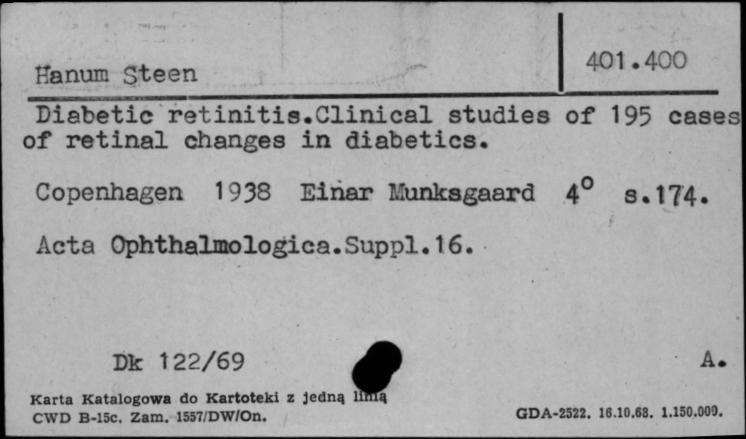 401.400
Hanum Steen
Diabetic retinitis.Clinical studies of 195 cases
of retinal changes in diabetics.
Copenhagen 1938 Einar Munksgaard 4° s.174.
Acta Ophthalmologica.Suppl.16.
Dk 122/69 A.
Karta Katalogowa do Kartoteki z jedną linią
CWD B-15c. Zam. 1557/DW/On. GDA-2522. 16.10.68. 1.150.000.